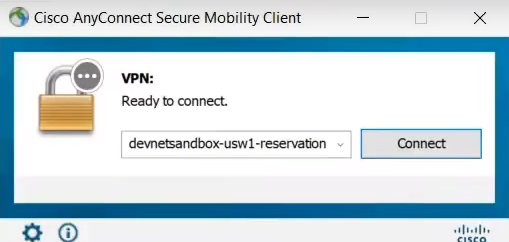 Cisco AnyConnect Secure Mobility Client
VPN:
Ready to connect.
devnetsandbox-usw1-reservation
Connect
CISCO